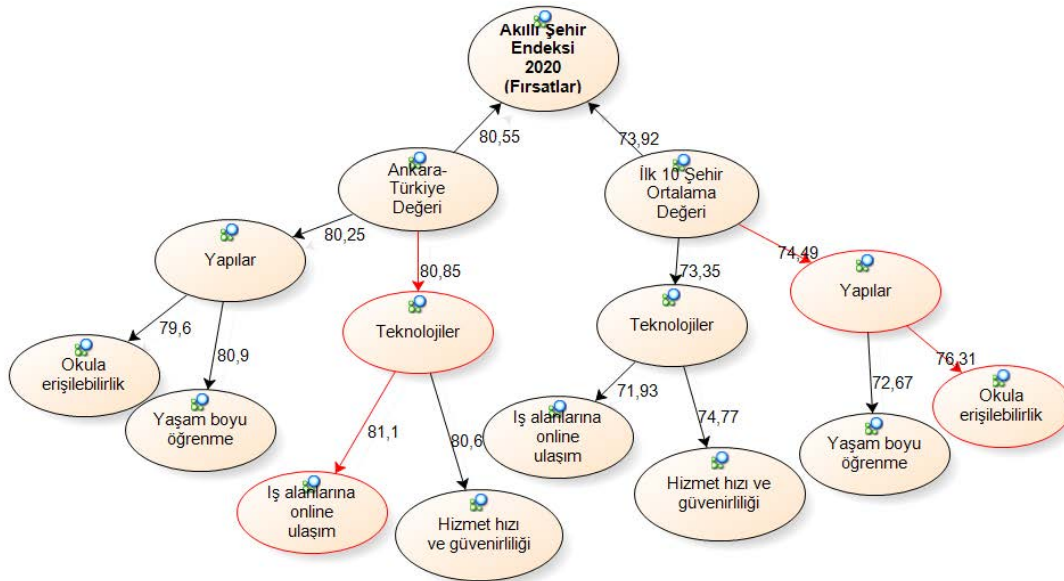 Akıllı Şehir
Endeksi
2020
(Fırsatlar)
80,55
73,92
Ankara-
Türkiye
Değeri
İlk 10 Şehir
Ortalama
Değeri
80,25
80,85
73,35
74,49
Yapılar
Teknolojiler
Teknolojiler
Yapılar
79,6
80,9
81,1
80,6
71,93
74,77
72,67
76,31
Okula
erişilebilirlik
Yaşam boyu
öğrenme
Iş alanlarına
online
ulaşım
Hizmet hızı
ve güvenirliliği
Iş alanlarına
online
ulaşım
Hizmet hızı ve
güvenirliliği
Yaşam boyu
öğrenme
Okula
erişilebilirlik